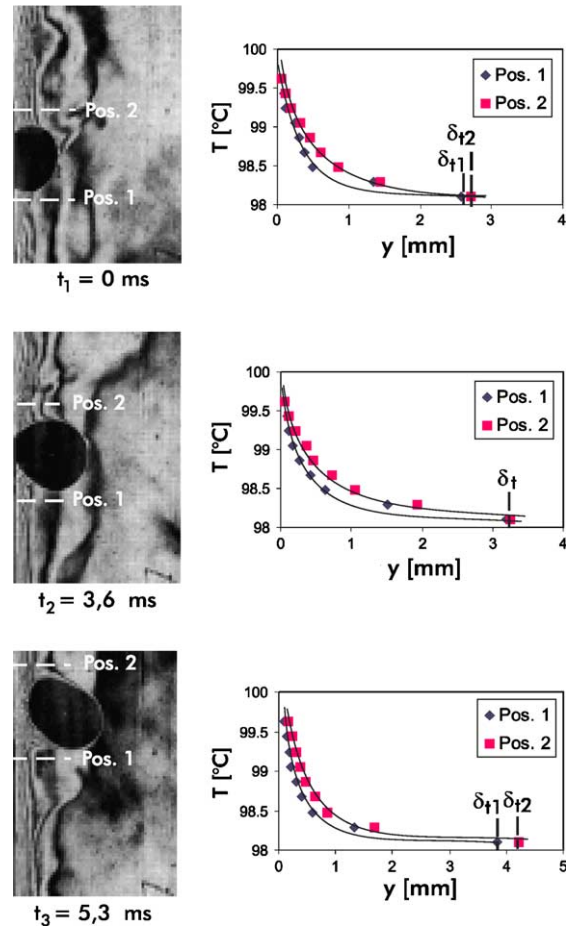 Pos. 2
Pos. 1
t1 = 0 ms
100
99,5
99
98,5
98
T [°C]
0 1 2 3 4
y [mm]
Pos. 1
Pos. 2
δt2
δt1
Pos. 2
Pos. 1
t2 = 3,6 ms
100
99.5
99
98.5
98
T [°C]
0 1 2 3 4
y [mm]
Pos. 1
Pos. 2
δt
Pos. 2
Pos. 1
t3 = 5,3 ms
100
99.5
99
98.5
98
T [°C]
0 1 2 3 4 5
y [mm]
Pos. 1
Pos. 2
δt1 δt2